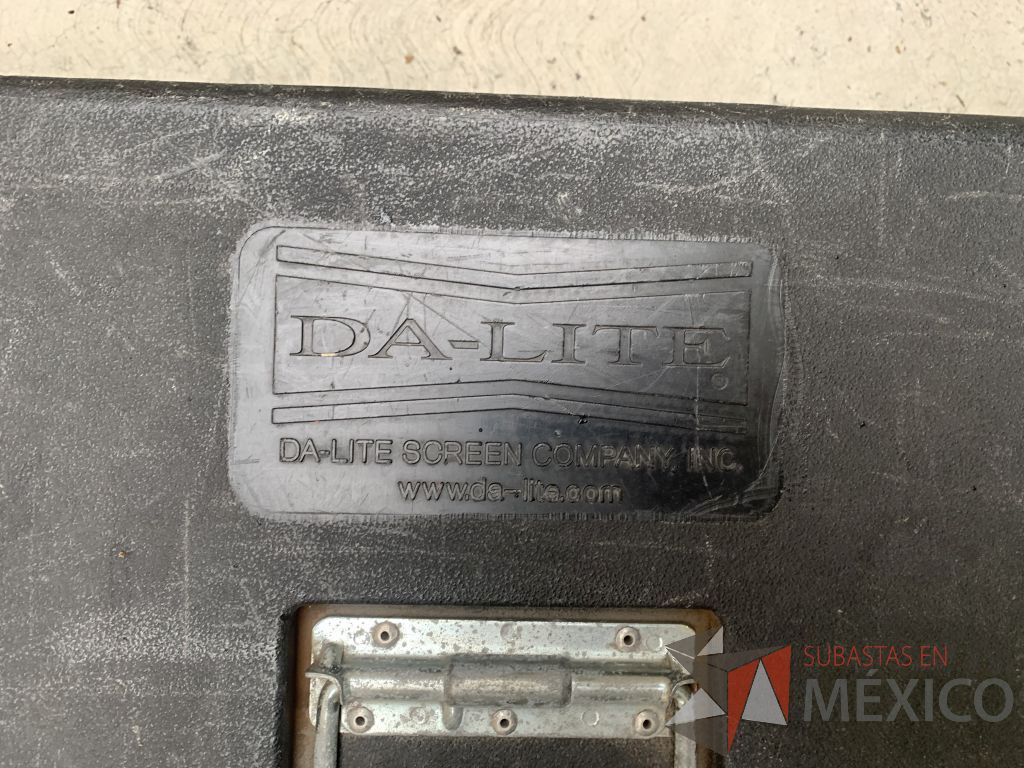 DA-LITE®
DA-LITE SCREEN COMPANY, INC.
www.da-lite.com
SUBASTAS EN
MÉXICO